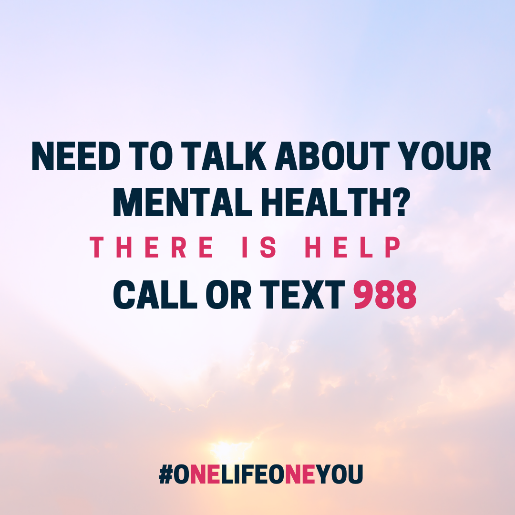 NEED TO TALK ABOUT YOUR
MENTAL HEALTH?
THERE IS HELP
CALL OR TEXT 988
#ONELIFEONEYOU